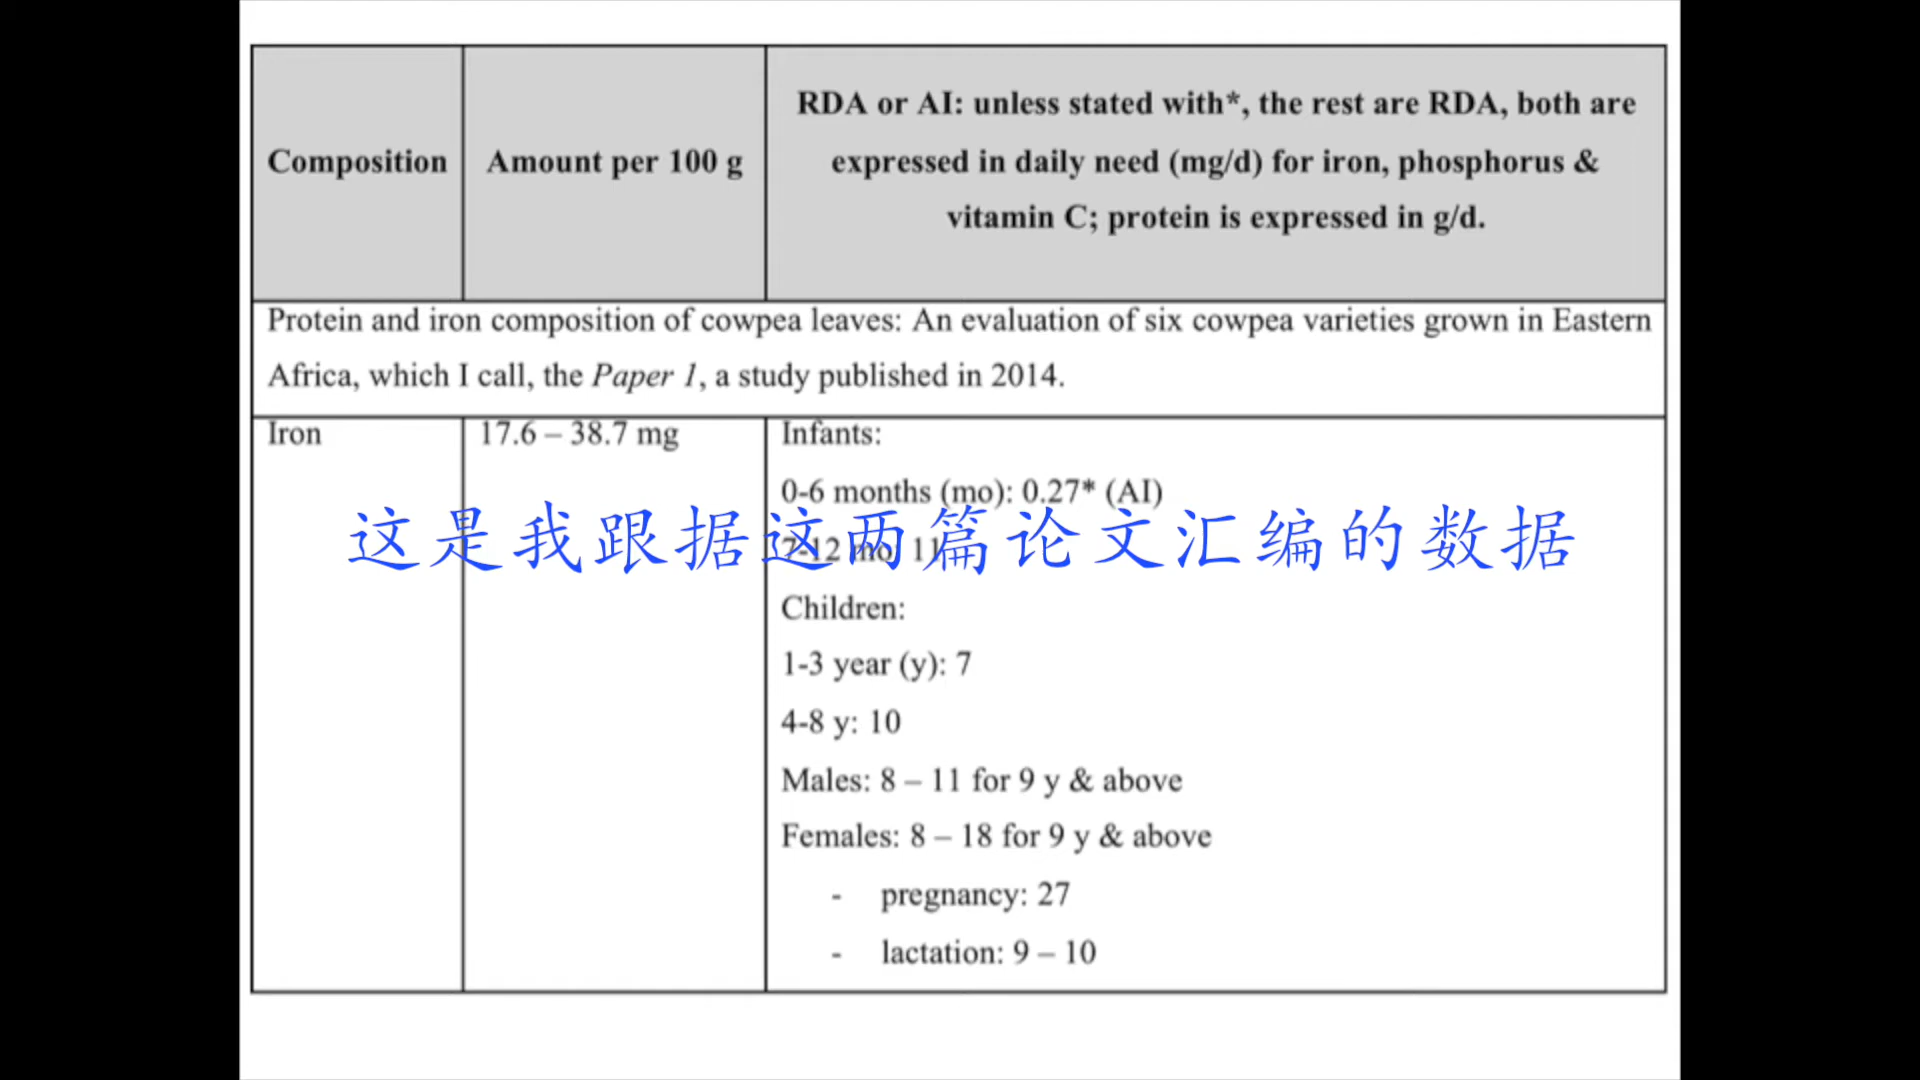 Composition
Amount per 100 g
RDA or AI: unless stated with*, the rest are RDA, both are
expressed in daily need (mg/d) for iron, phosphorus &
vitamin C; protein is expressed in g/d.
Protein and iron composition of cowpea leaves: An evaluation of six cowpea varieties grown in Eastern
Africa, which I call, the Paper 1, a study published in 2014.
Iron
17.6 – 38.7 mg
Infants:
0-6 months (mo): 0.27* (AI)
这是我跟据这两篇论文汇编的数据
7-12 mo: 11
Children:
1-3 year (y): 7
4-8 y: 10
Males: 8 – 11 for 9 y & above
Females: 8 – 18 for 9 y & above
- pregnancy: 27
- lactation: 9 – 10